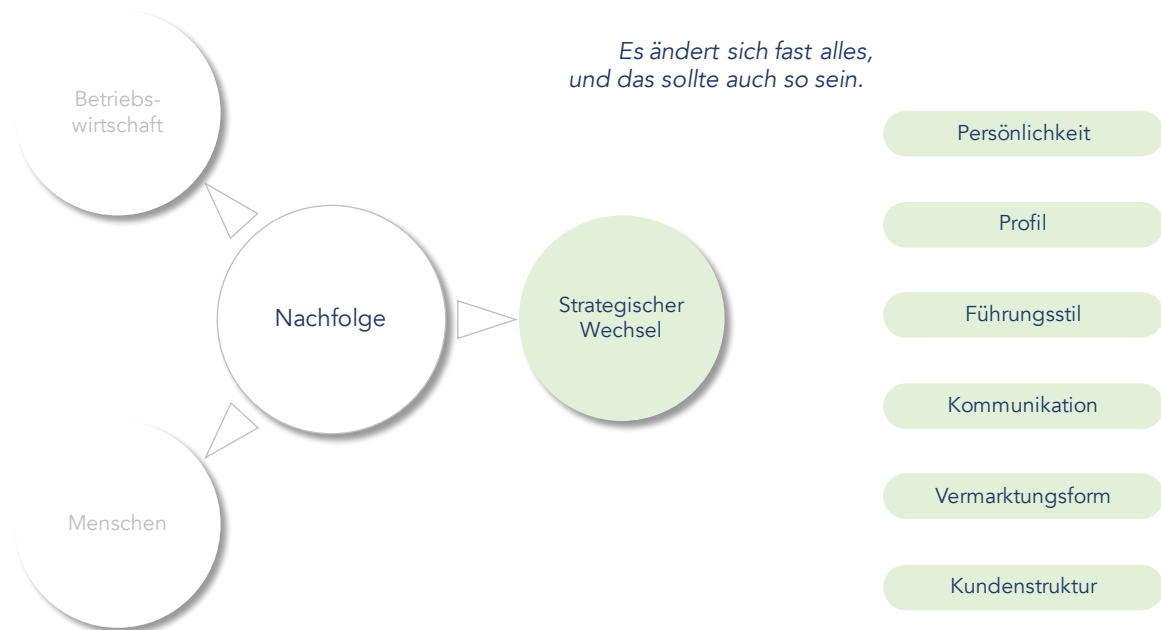 Es ändert sich fast alles,
und das sollte auch so sein.
Betriebs-
wirtschaft
Nachfolge
Menschen
Strategischer
Wechsel
Persönlichkeit
Profil
Führungsstil
Kommunikation
Vermarktungsform
Kundenstruktur